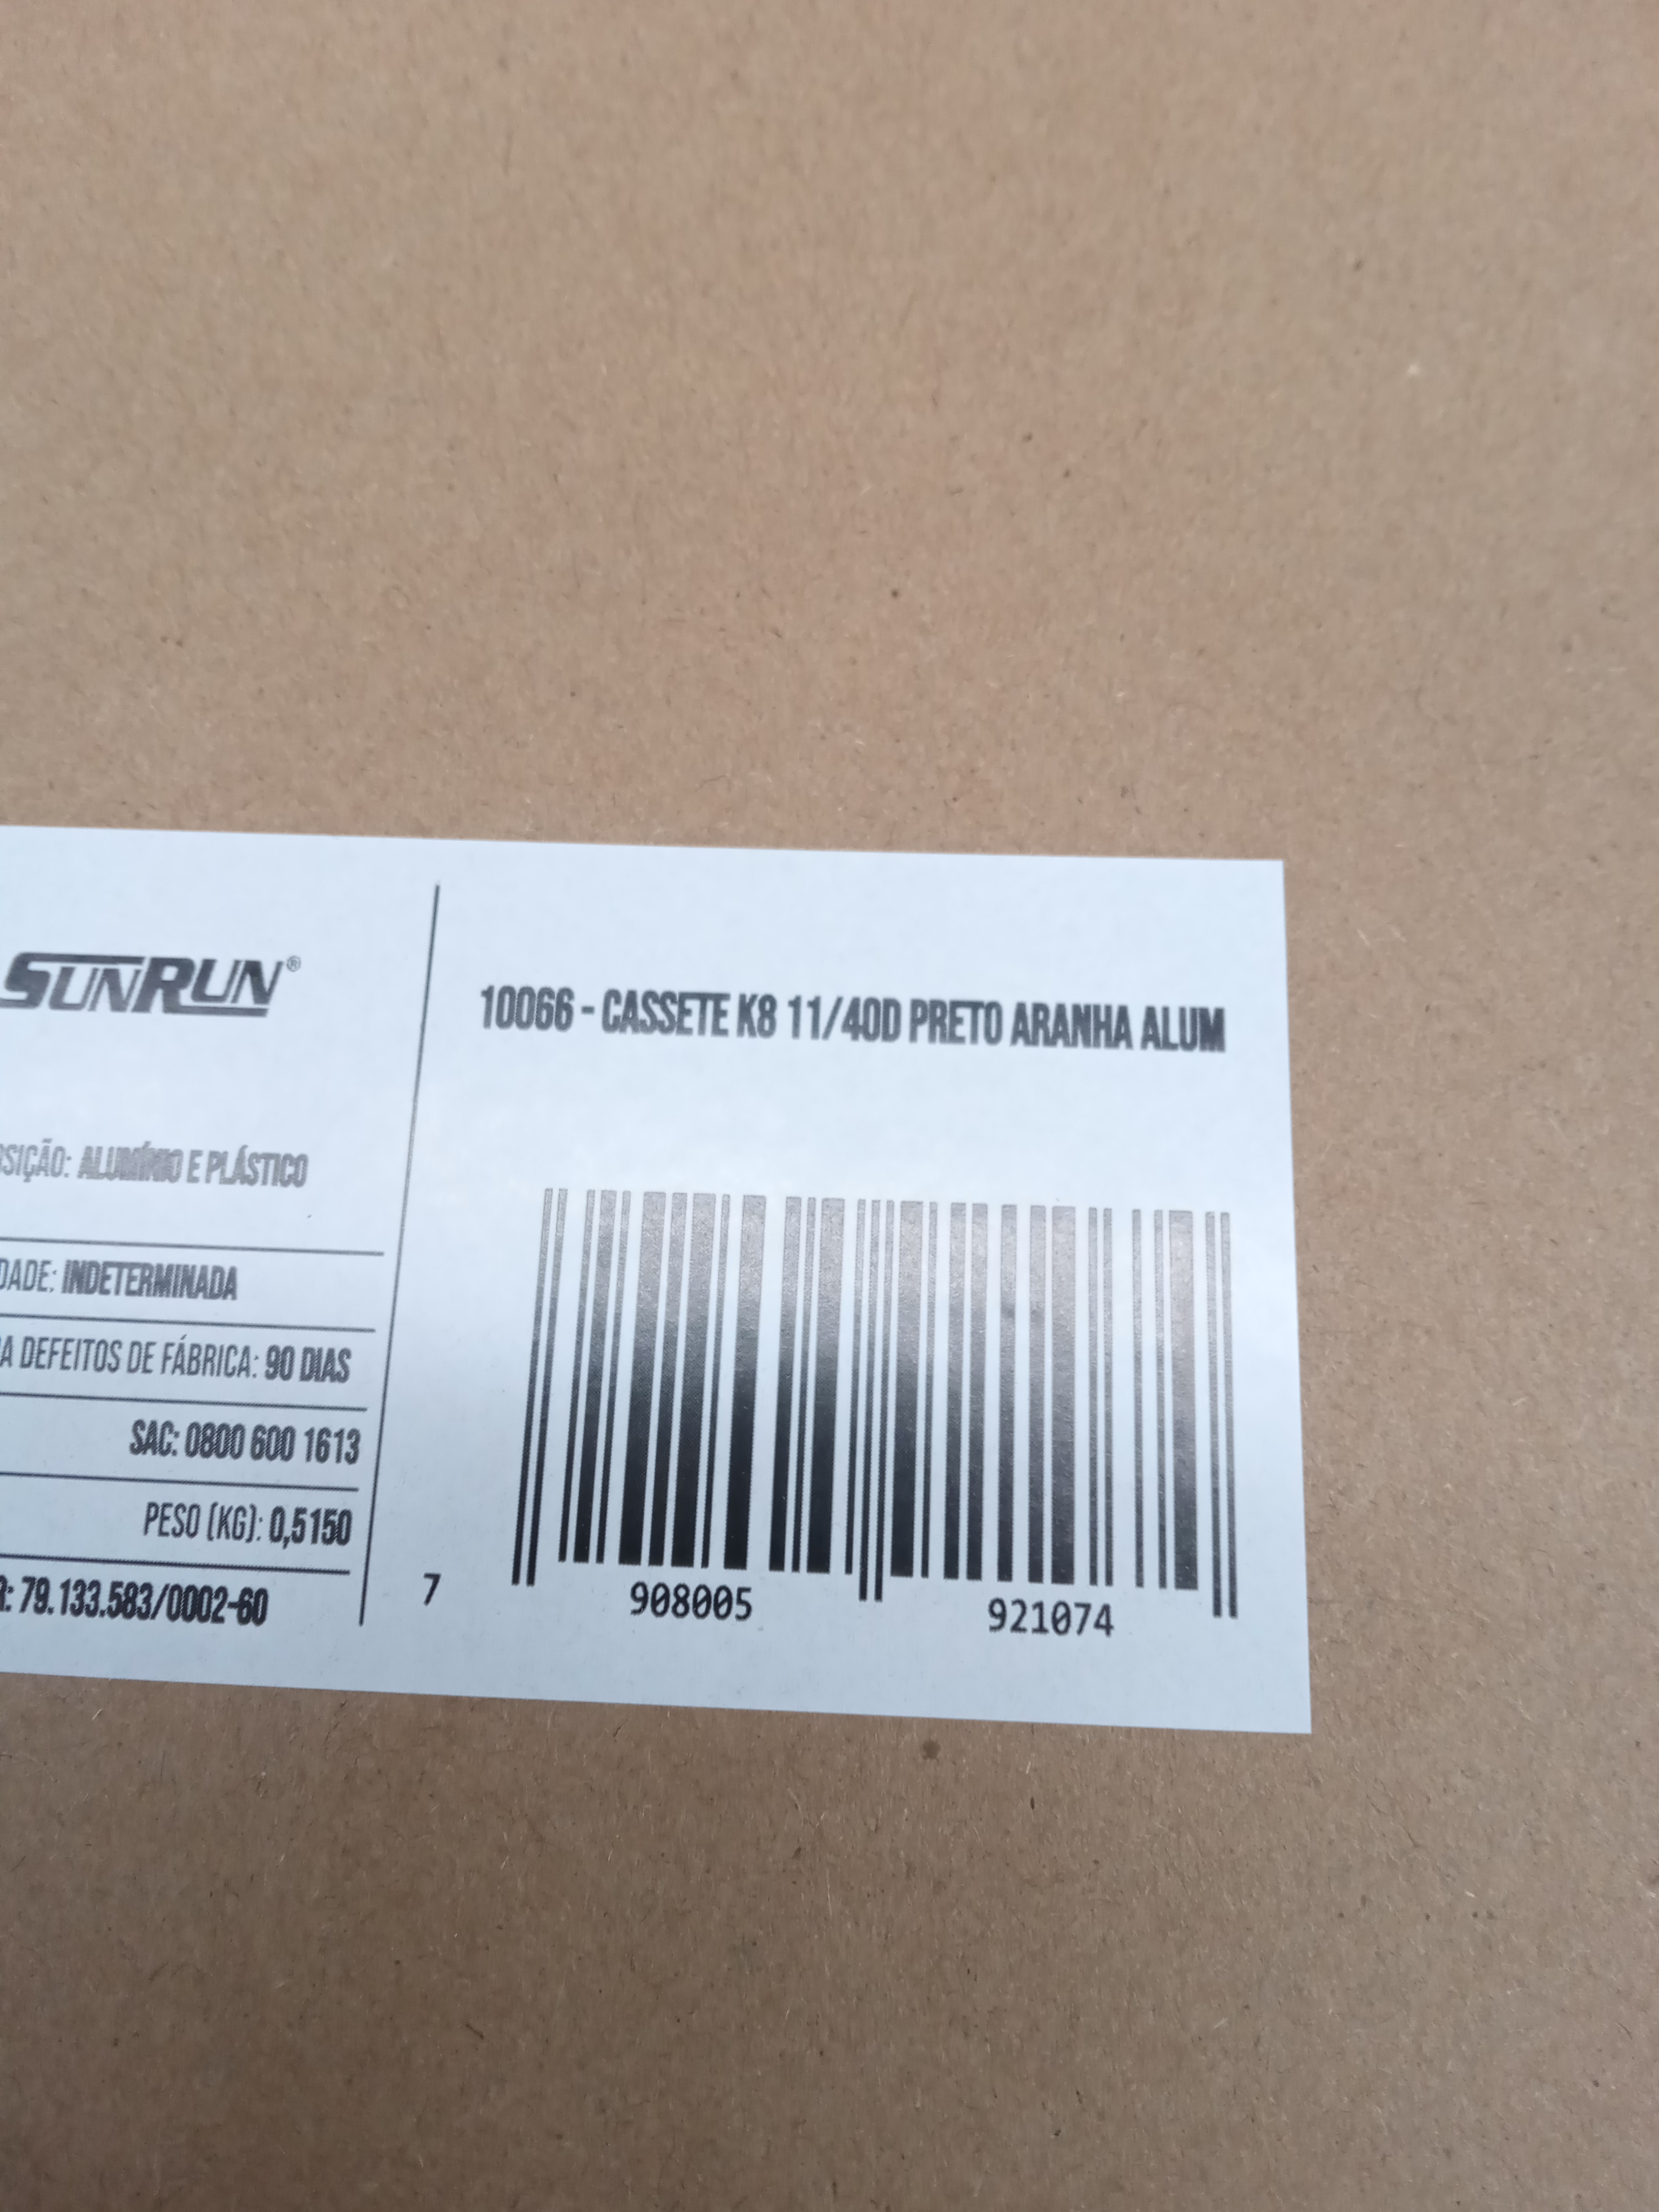 SUNRUN®
10066 - CASSETE K8 11/40D PRETO ARANHA ALUM
SIÇÃO: ALUMÍNIO E PLÁSTICO
DADE: INDETERMINADA
A DEFEITOS DE FÁBRICA: 90 DIAS
SAC: 0800 600 1613
PESO (KG): 0,5150
: 79.133.583/0002-60
7 908005 921074